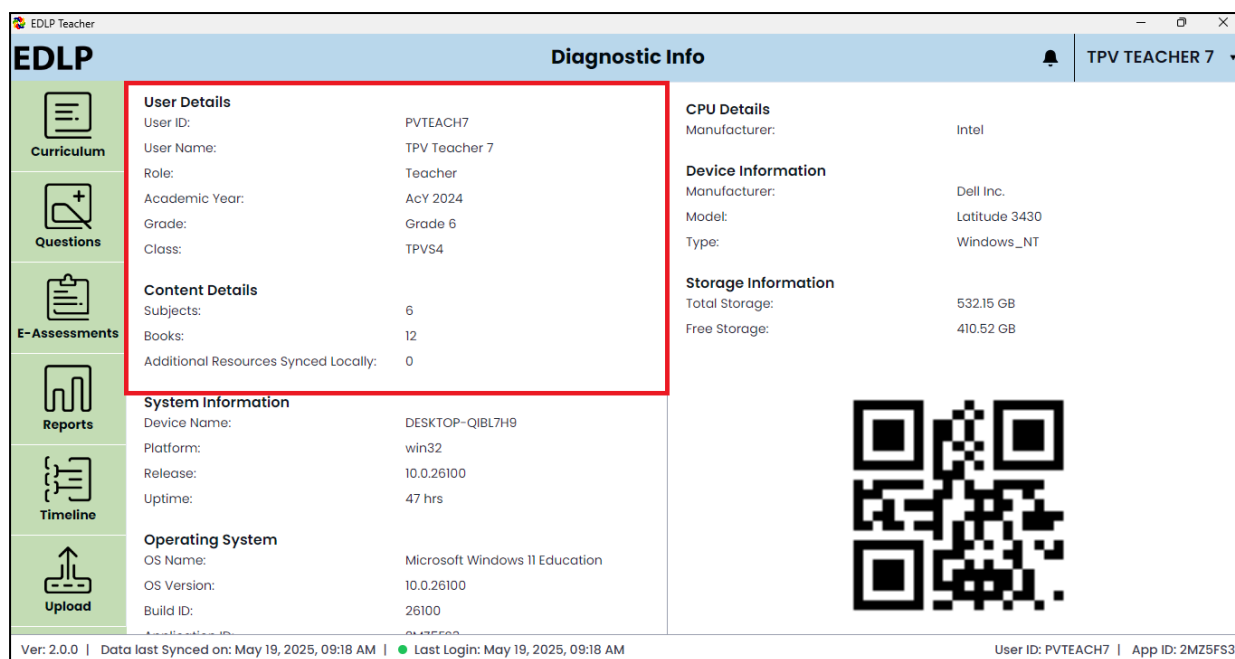 EDLP Teacher
EDLP
Diagnostic Info
TPV TEACHER 7
Curriculum
Questions
E-Assessments
Reports
Timeline
Upload
User Details
User ID: PVTEACH7
User Name: TPV Teacher 7
Role: Teacher
Academic Year: AcY 2024
Grade: Grade 6
Class: TPVS4
Content Details
Subjects: 6
Books: 12
Additional Resources Synced Locally: 0
System Information
Device Name: DESKTOP-QIBL7H9
Platform: win32
Release: 10.0.26100
Uptime: 47 hrs
Operating System
OS Name: Microsoft Windows 11 Education
OS Version: 10.0.26100
Build ID: 26100
CPU Details
Manufacturer: Intel
Device Information
Manufacturer: Dell Inc.
Model: Latitude 3430
Type: Windows_NT
Storage Information
Total Storage: 532.15 GB
Free Storage: 410.52 GB
Ver: 2.0.0 | Data last Synced on: May 19, 2025, 09:18 AM | Last Login: May 19, 2025, 09:18 AM
User ID: PVTEACH7 | App ID: 2MZ5FS3